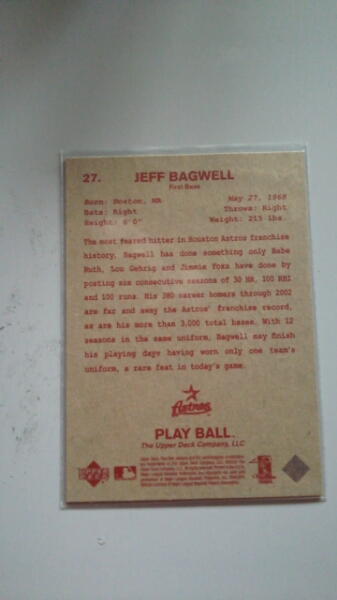 27. JEFF BAGWELL
First Base
Born: Boston, MA May 27, 1968
Bats: Right Throws: Right
Height: 6'0" Weight: 215 lbs.
The most feared hitter in Houston Astros franchise
history, Bagwell has done something only Babe
Ruth, Lou Gehrig and Jimmie Foxx have done by
posting six consecutive seasons of 30 HR, 100 RBI
and 100 runs. His 380 career homers through 2002
are far and away the Astros' franchise record,
as are his more than 3,000 total bases. With 12
seasons in the same uniform, Bagwell may finish
his playing days having worn only one team's
uniform, a rare feat in today's game.
Astros
PLAY BALL™
The Upper Deck Company, LLC
UPPER DECK